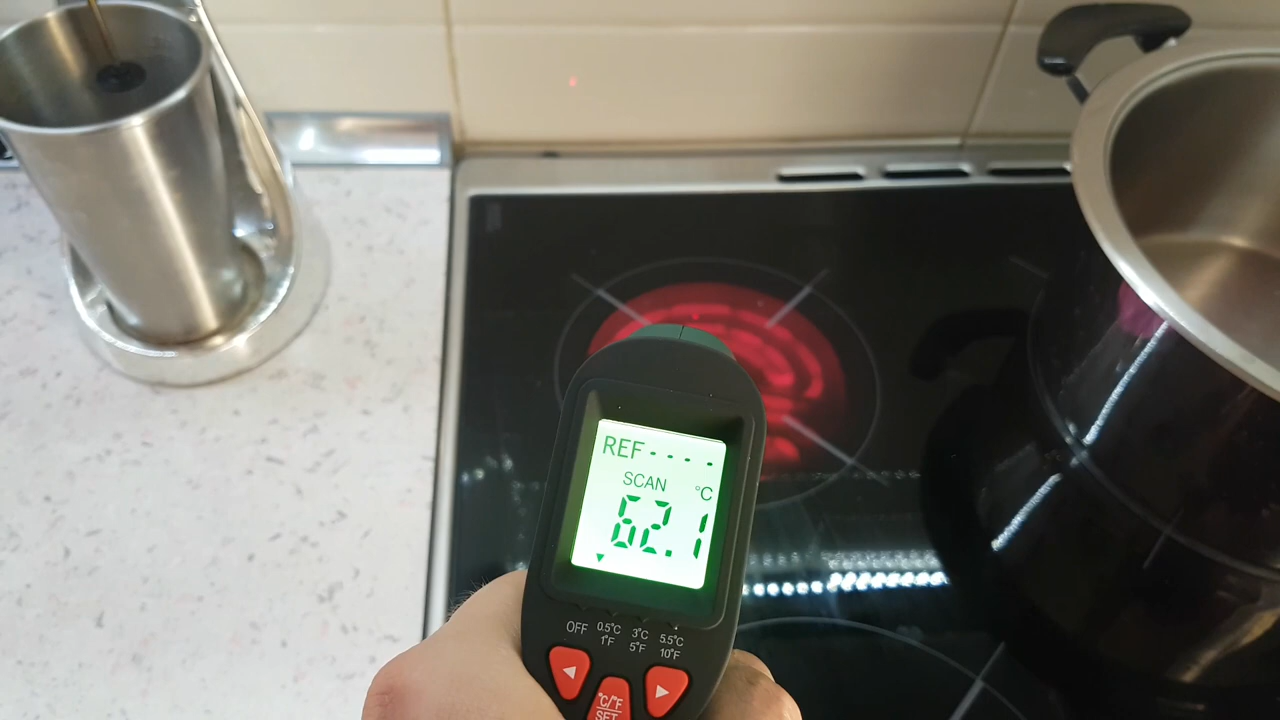 REF----
SCAN
°C
62.1
OFF 0.5°C 3°C 5.5°C
1°F 5°F 10°F
°C/°F
SET